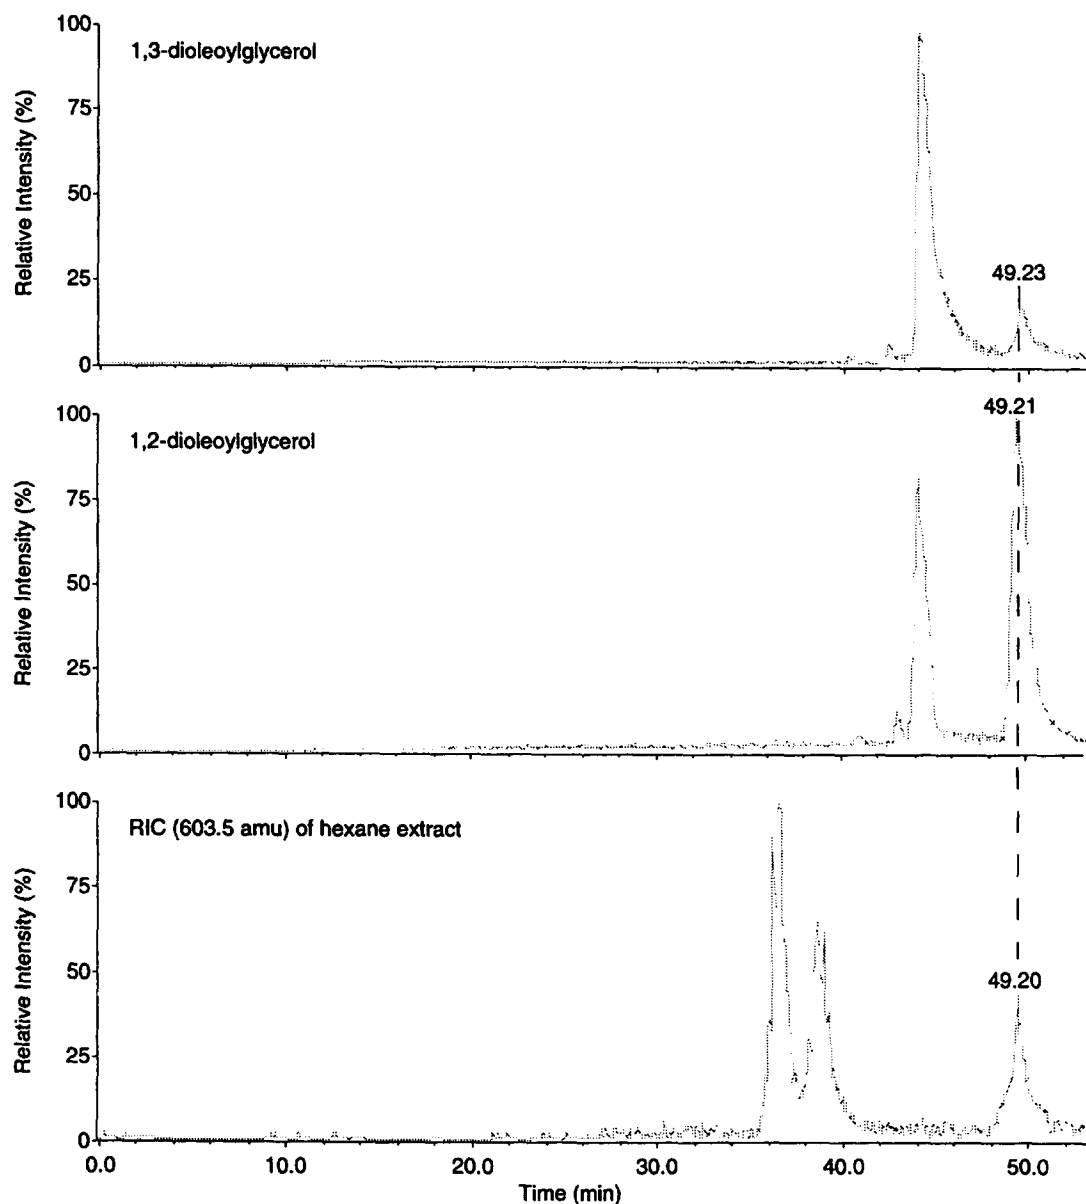 100
1,3-dioleoylglycerol
75
Relative Intensity (%)
50
25
49.23
0
100
49.21
1,2-dioleoylglycerol
75
Relative Intensity (%)
50
25
0
100
RIC (603.5 amu) of hexane extract
75
Relative Intensity (%)
50
49.20
25
0
0.0 10.0 20.0 30.0 40.0 50.0
Time (min)